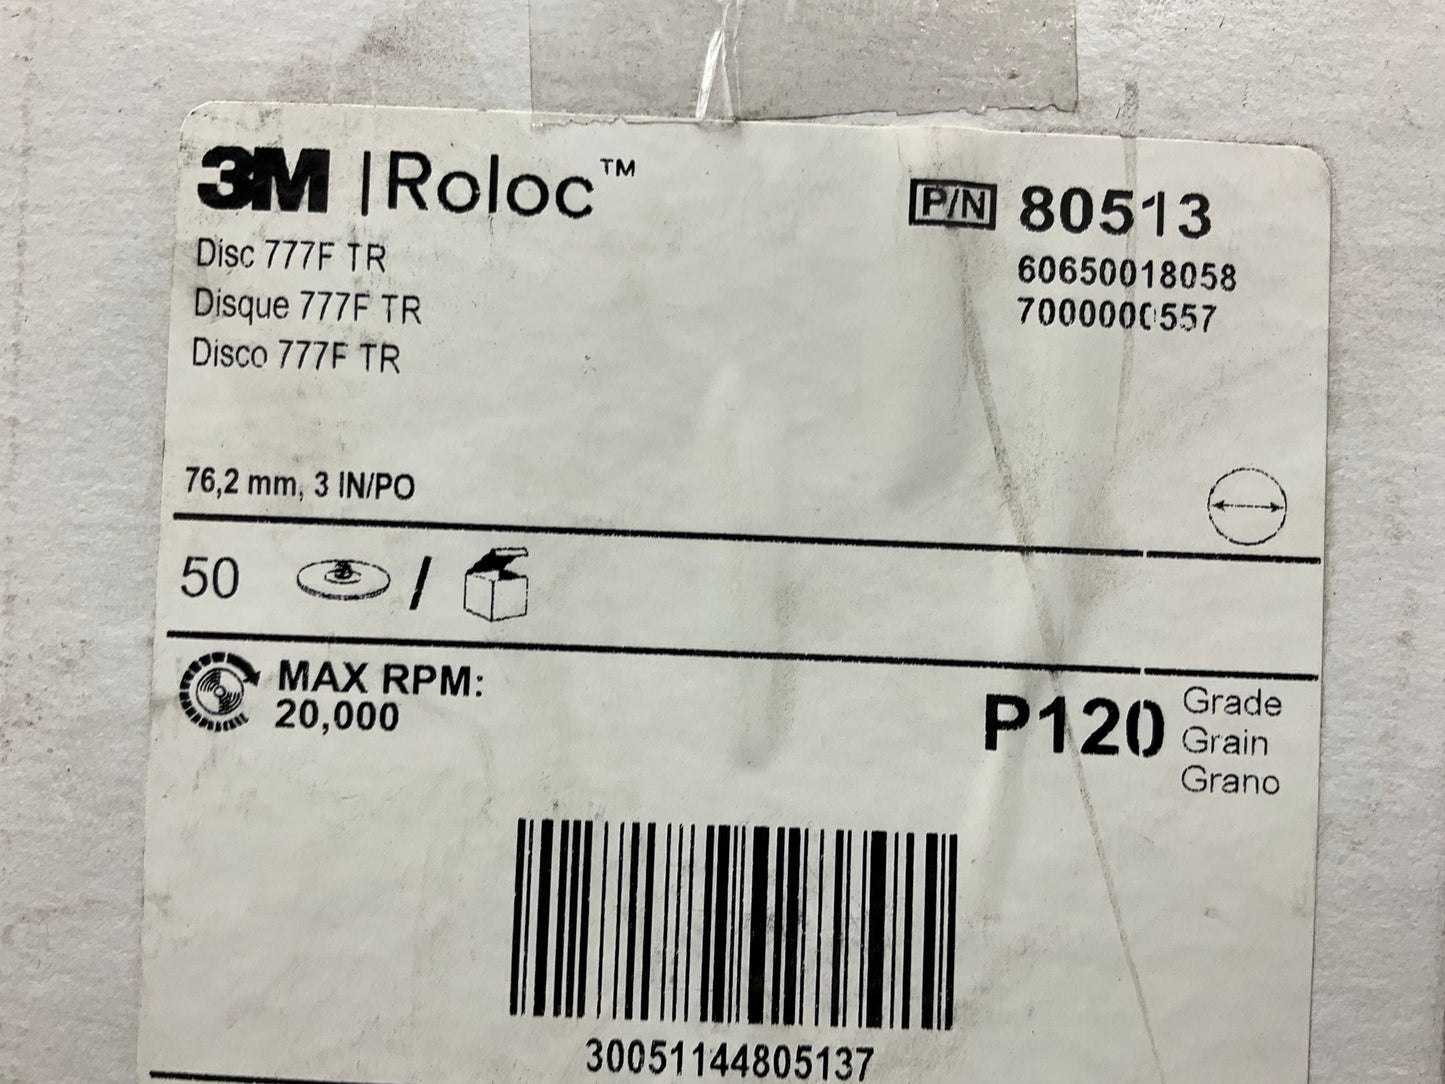 3M | Roloc™
P/N 80513
60650018058
7000000557
Disc 777F TR
Disque 777F TR
Disco 777F TR
76,2 mm, 3 IN/PO
50 /
MAX RPM:
20,000
P120
Grade
Grain
Grano
30051144805137